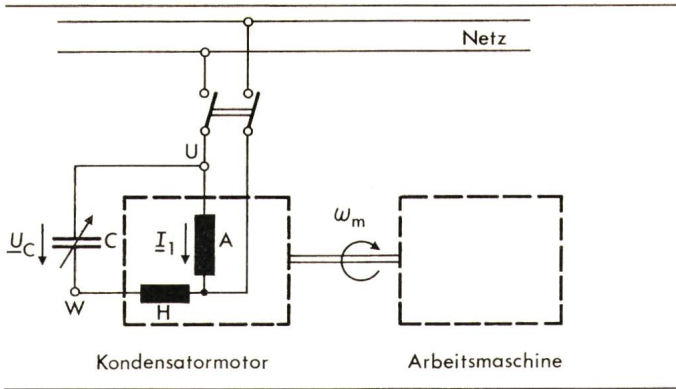 Netz
U
U_C
C
I_1
A
ω_m
W
H
Kondensatormotor
Arbeitsmaschine